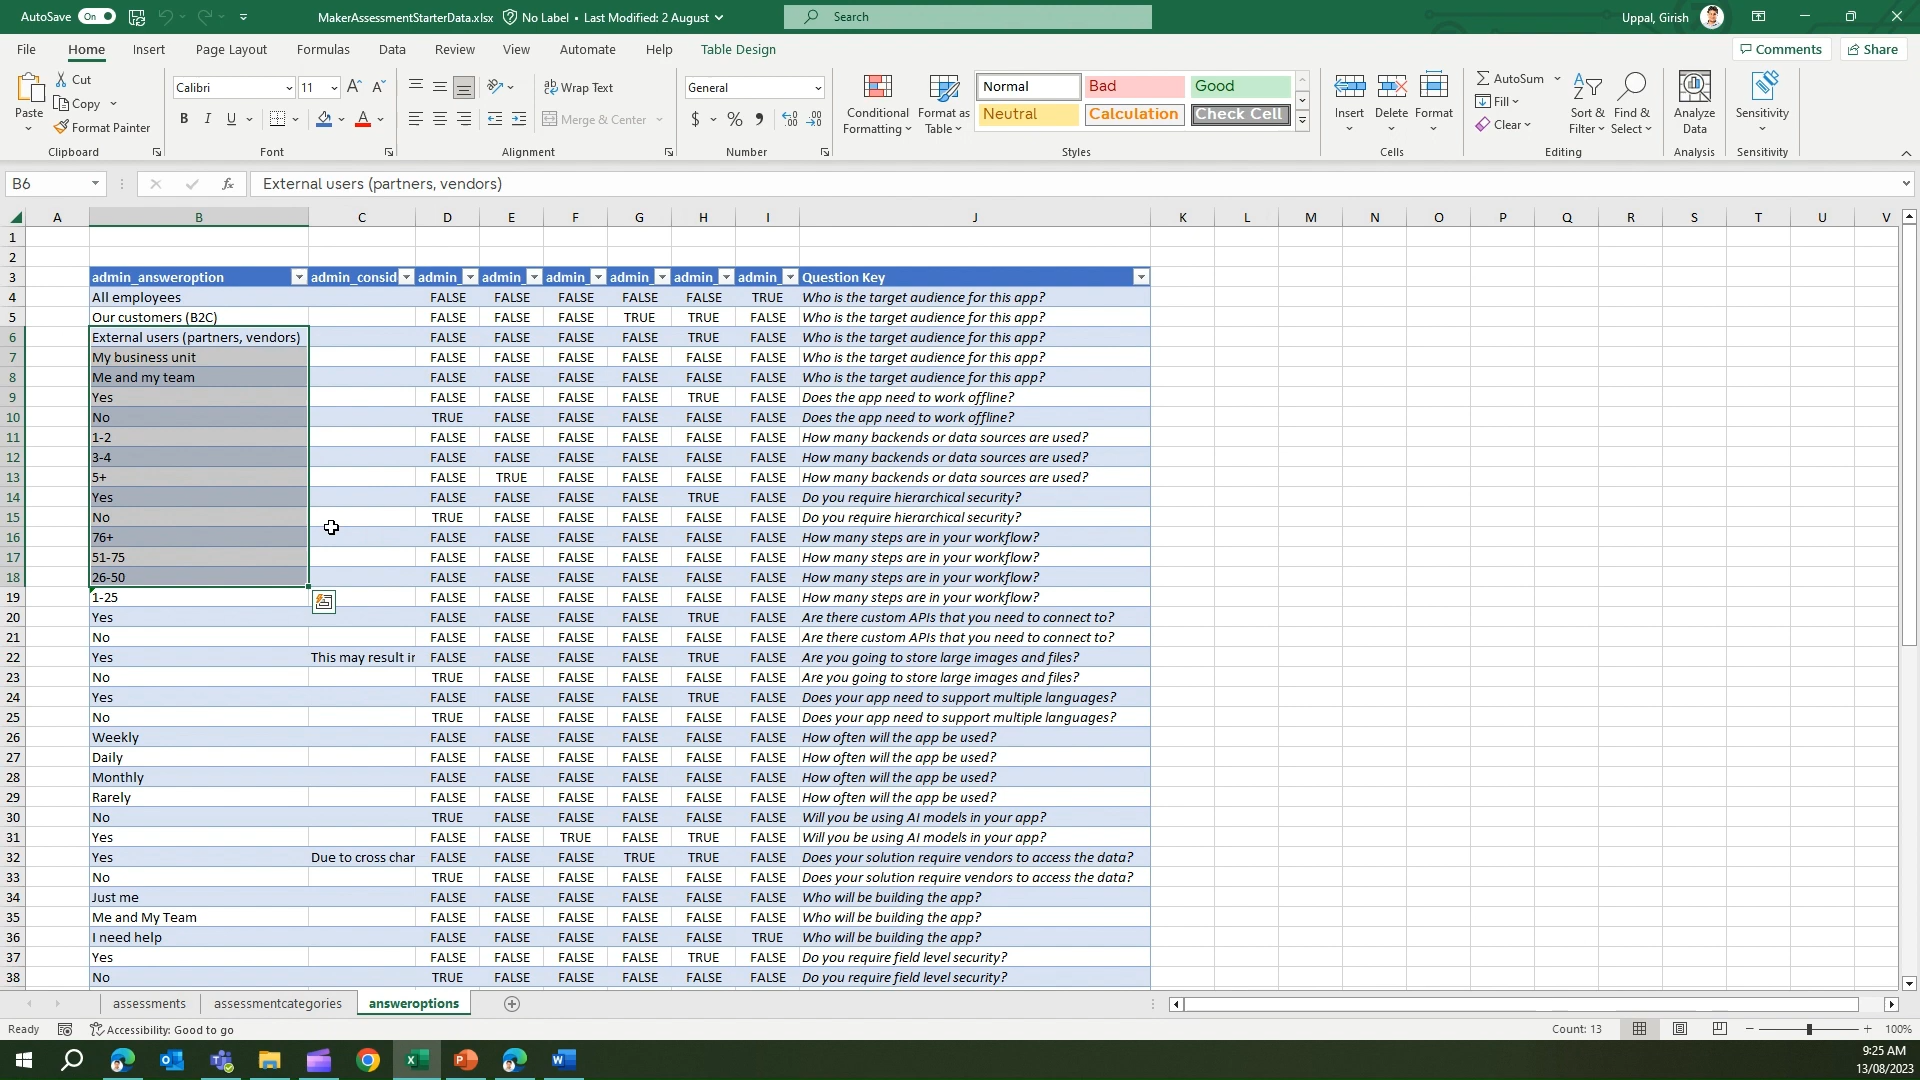 AutoSave On MakerAssessmentStarterData.xlsx No Label • Last Modified: 2 August Search Uppal, Girish
File Home Insert Page Layout Formulas Data Review View Automate Help Table Design Comments Share
Paste Cut Copy Format Painter
Calibri 11 B I U
Wrap Text Merge & Center
General $ % 9
Conditional Formatting Format as Table
Normal Bad Good
Neutral Calculation Check Cell
Insert Delete Format
AutoSum Fill Clear
Sort & Filter Find & Select
Analyze Data Sensitivity
Clipboard Font Alignment Number Styles Cells Editing Analysis Sensitivity
B6 fx External users (partners, vendors)
A B C D E F G H I J K L M N O P Q R S T U V
1
2
3 admin_answeroption admin_consid admin_ admin_ admin_ admin_ admin_ admin_ Question Key
4 All employees FALSE FALSE FALSE FALSE FALSE TRUE Who is the target audience for this app?
5 Our customers (B2C) FALSE FALSE FALSE TRUE TRUE FALSE Who is the target audience for this app?
6 External users (partners, vendors) FALSE FALSE FALSE FALSE TRUE FALSE Who is the target audience for this app?
7 My business unit FALSE FALSE FALSE FALSE FALSE FALSE Who is the target audience for this app?
8 Me and my team FALSE FALSE FALSE FALSE FALSE FALSE Who is the target audience for this app?
9 Yes FALSE FALSE FALSE FALSE TRUE FALSE Does the app need to work offline?
10 No TRUE FALSE FALSE FALSE FALSE FALSE Does the app need to work offline?
11 1-2 FALSE FALSE FALSE FALSE FALSE FALSE How many backends or data sources are used?
12 3-4 FALSE FALSE FALSE FALSE FALSE FALSE How many backends or data sources are used?
13 5+ FALSE TRUE FALSE FALSE FALSE FALSE How many backends or data sources are used?
14 Yes FALSE FALSE FALSE FALSE TRUE FALSE Do you require hierarchical security?
15 No TRUE FALSE FALSE FALSE FALSE FALSE Do you require hierarchical security?
16 76+ FALSE FALSE FALSE FALSE FALSE FALSE How many steps are in your workflow?
17 51-75 FALSE FALSE FALSE FALSE FALSE FALSE How many steps are in your workflow?
18 26-50 FALSE FALSE FALSE FALSE FALSE FALSE How many steps are in your workflow?
19 1-25 FALSE FALSE FALSE FALSE FALSE FALSE How many steps are in your workflow?
20 Yes FALSE FALSE FALSE FALSE TRUE FALSE Are there custom APIs that you need to connect to?
21 No FALSE FALSE FALSE FALSE FALSE FALSE Are there custom APIs that you need to connect to?
22 Yes This may result in FALSE FALSE FALSE FALSE TRUE FALSE Are you going to store large images and files?
23 No TRUE FALSE FALSE FALSE FALSE FALSE Are you going to store large images and files?
24 Yes FALSE FALSE FALSE FALSE TRUE FALSE Does your app need to support multiple languages?
25 No TRUE FALSE FALSE FALSE FALSE FALSE Does your app need to support multiple languages?
26 Weekly FALSE FALSE FALSE FALSE FALSE FALSE How often will the app be used?
27 Daily FALSE FALSE FALSE FALSE FALSE FALSE How often will the app be used?
28 Monthly FALSE FALSE FALSE FALSE FALSE FALSE How often will the app be used?
29 Rarely FALSE FALSE FALSE FALSE FALSE FALSE How often will the app be used?
30 No TRUE FALSE FALSE FALSE FALSE FALSE Will you be using AI models in your app?
31 Yes FALSE FALSE TRUE FALSE TRUE FALSE Will you be using AI models in your app?
32 Yes Due to cross char FALSE FALSE FALSE TRUE TRUE FALSE Does your solution require vendors to access the data?
33 No TRUE FALSE FALSE FALSE FALSE FALSE Does your solution require vendors to access the data?
34 Just me FALSE FALSE FALSE FALSE FALSE FALSE Who will be building the app?
35 Me and My Team FALSE FALSE FALSE FALSE FALSE FALSE Who will be building the app?
36 I need help FALSE FALSE FALSE FALSE FALSE TRUE Who will be building the app?
37 Yes FALSE FALSE FALSE FALSE TRUE FALSE Do you require field level security?
38 No TRUE FALSE FALSE FALSE FALSE FALSE Do you require field level security?
assessments assessmentcategories answeroptions
Ready Accessibility: Good to go Count: 13 100%
9:25 AM
13/08/2023